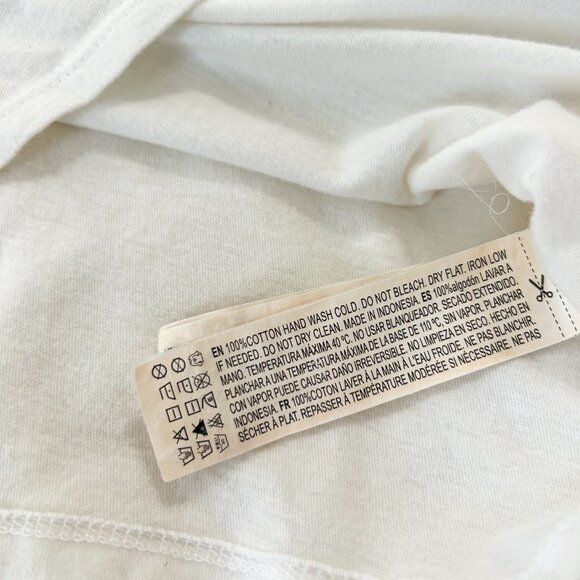 EN 100%COTTON HAND WASH COLD. DO NOT BLEACH. DRY FLAT. IRON LOW
IF NEEDED. DO NOT DRY CLEAN. MADE IN INDONESIA. ES 100%algodón LAVAR A
MANO. TEMPERATURA MÁXIMA 40 ºC. NO USAR BLANQUEADOR. SECADO EXTENDIDO.
PLANCHAR A UNA TEMPERATURA MÁXIMA DE LA BASE DE 110 ºC, SIN VAPOR. PLANCHAR
CON VAPOR PUEDE CAUSAR DAÑO IRREVERSIBLE. NO LIMPIEZA EN SECO. HECHO EN
INDONESIA. FR 100%COTON LAVER À LA MAIN À L'EAU FROIDE. NE PAS BLANCHIR.
SÉCHER À PLAT. REPASSER À TEMPÉRATURE MODÉRÉE SI NÉCESSAIRE. NE PAS